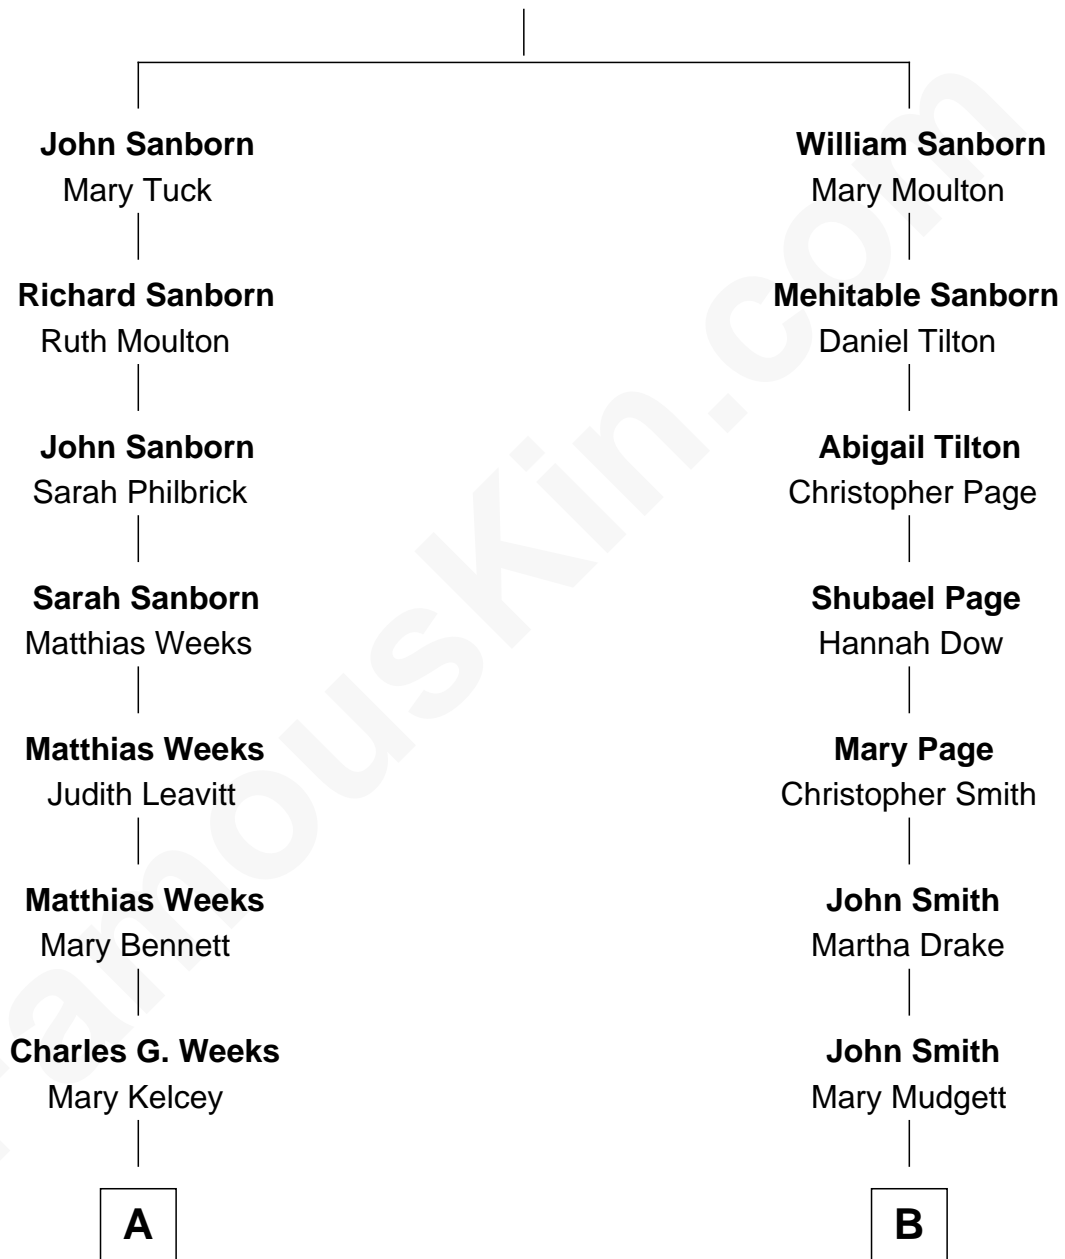 John Sanborn
Mary Tuck
Richard Sanborn
Ruth Moulton
John Sanborn
Sarah Philbrick
Sarah Sanborn
Matthias Weeks
Matthias Weeks
Judith Leavitt
Matthias Weeks
Mary Bennett
Charles G. Weeks
Mary Kelcey
A
William Sanborn
Mary Moulton
Mehitable Sanborn
Daniel Tilton
Abigail Tilton
Christopher Page
Shubael Page
Hannah Dow
Mary Page
Christopher Smith
John Smith
Martha Drake
John Smith
Mary Mudgett
B
FamousKin.com